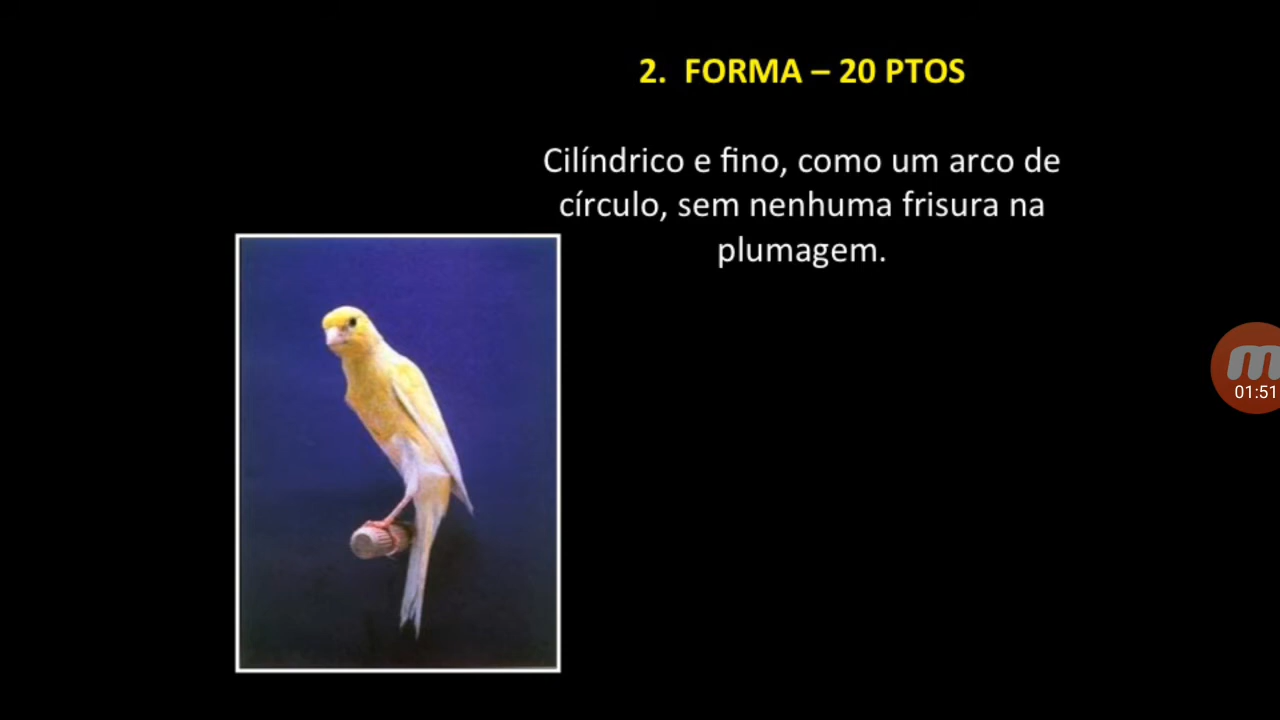 2. FORMA – 20 PTOS
Cilíndrico e fino, como um arco de
círculo, sem nenhuma frisura na
plumagem.
01:51